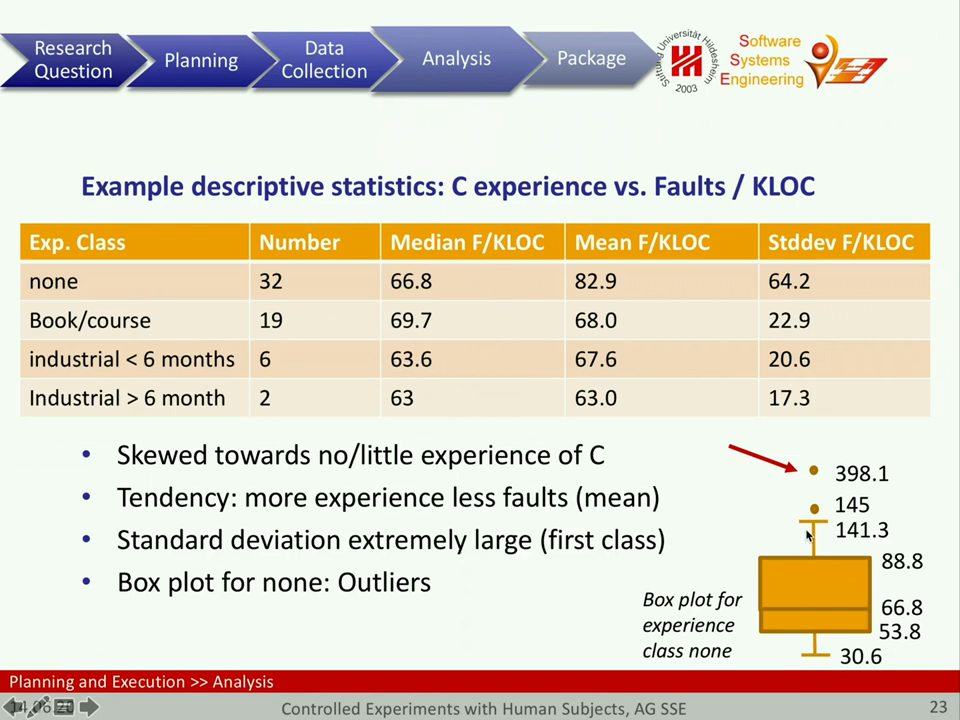 Research
Question
Planning
Data
Collection
Analysis
Package
Stiftung Universität Hildesheim
2003
Software
Systems
Engineering
Example descriptive statistics: C experience vs. Faults / KLOC
Exp. Class Number Median F/KLOC Mean F/KLOC Stddev F/KLOC
none 32 66.8 82.9 64.2
Book/course 19 69.7 68.0 22.9
industrial < 6 months 6 63.6 67.6 20.6
Industrial > 6 month 2 63 63.0 17.3
• Skewed towards no/little experience of C
• Tendency: more experience less faults (mean)
• Standard deviation extremely large (first class)
• Box plot for none: Outliers
398.1
145
141.3
88.8
66.8
53.8
30.6
Box plot for
experience
class none
Planning and Execution >> Analysis
Controlled Experiments with Human Subjects, AG SSE
23